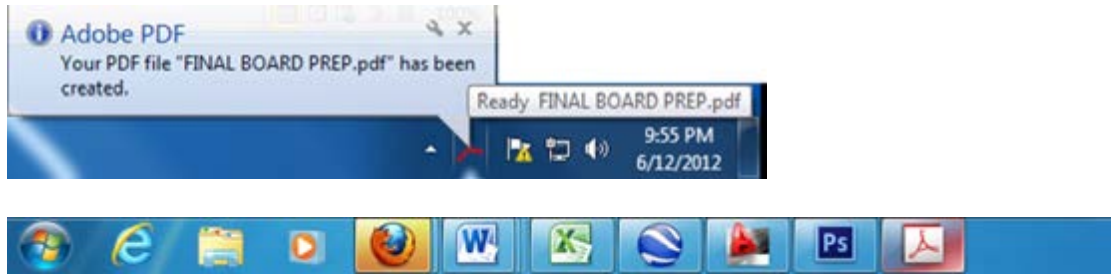 Adobe PDF
Your PDF file "FINAL BOARD PREP.pdf" has been
created.
Ready FINAL BOARD PREP.pdf
9:55 PM
6/12/2012
W
X
Ps